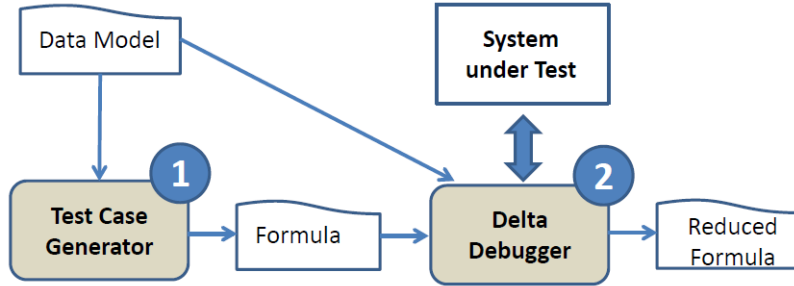 Data Model
System
under Test
1
2
Test Case
Generator
Formula
Delta
Debugger
Reduced
Formula